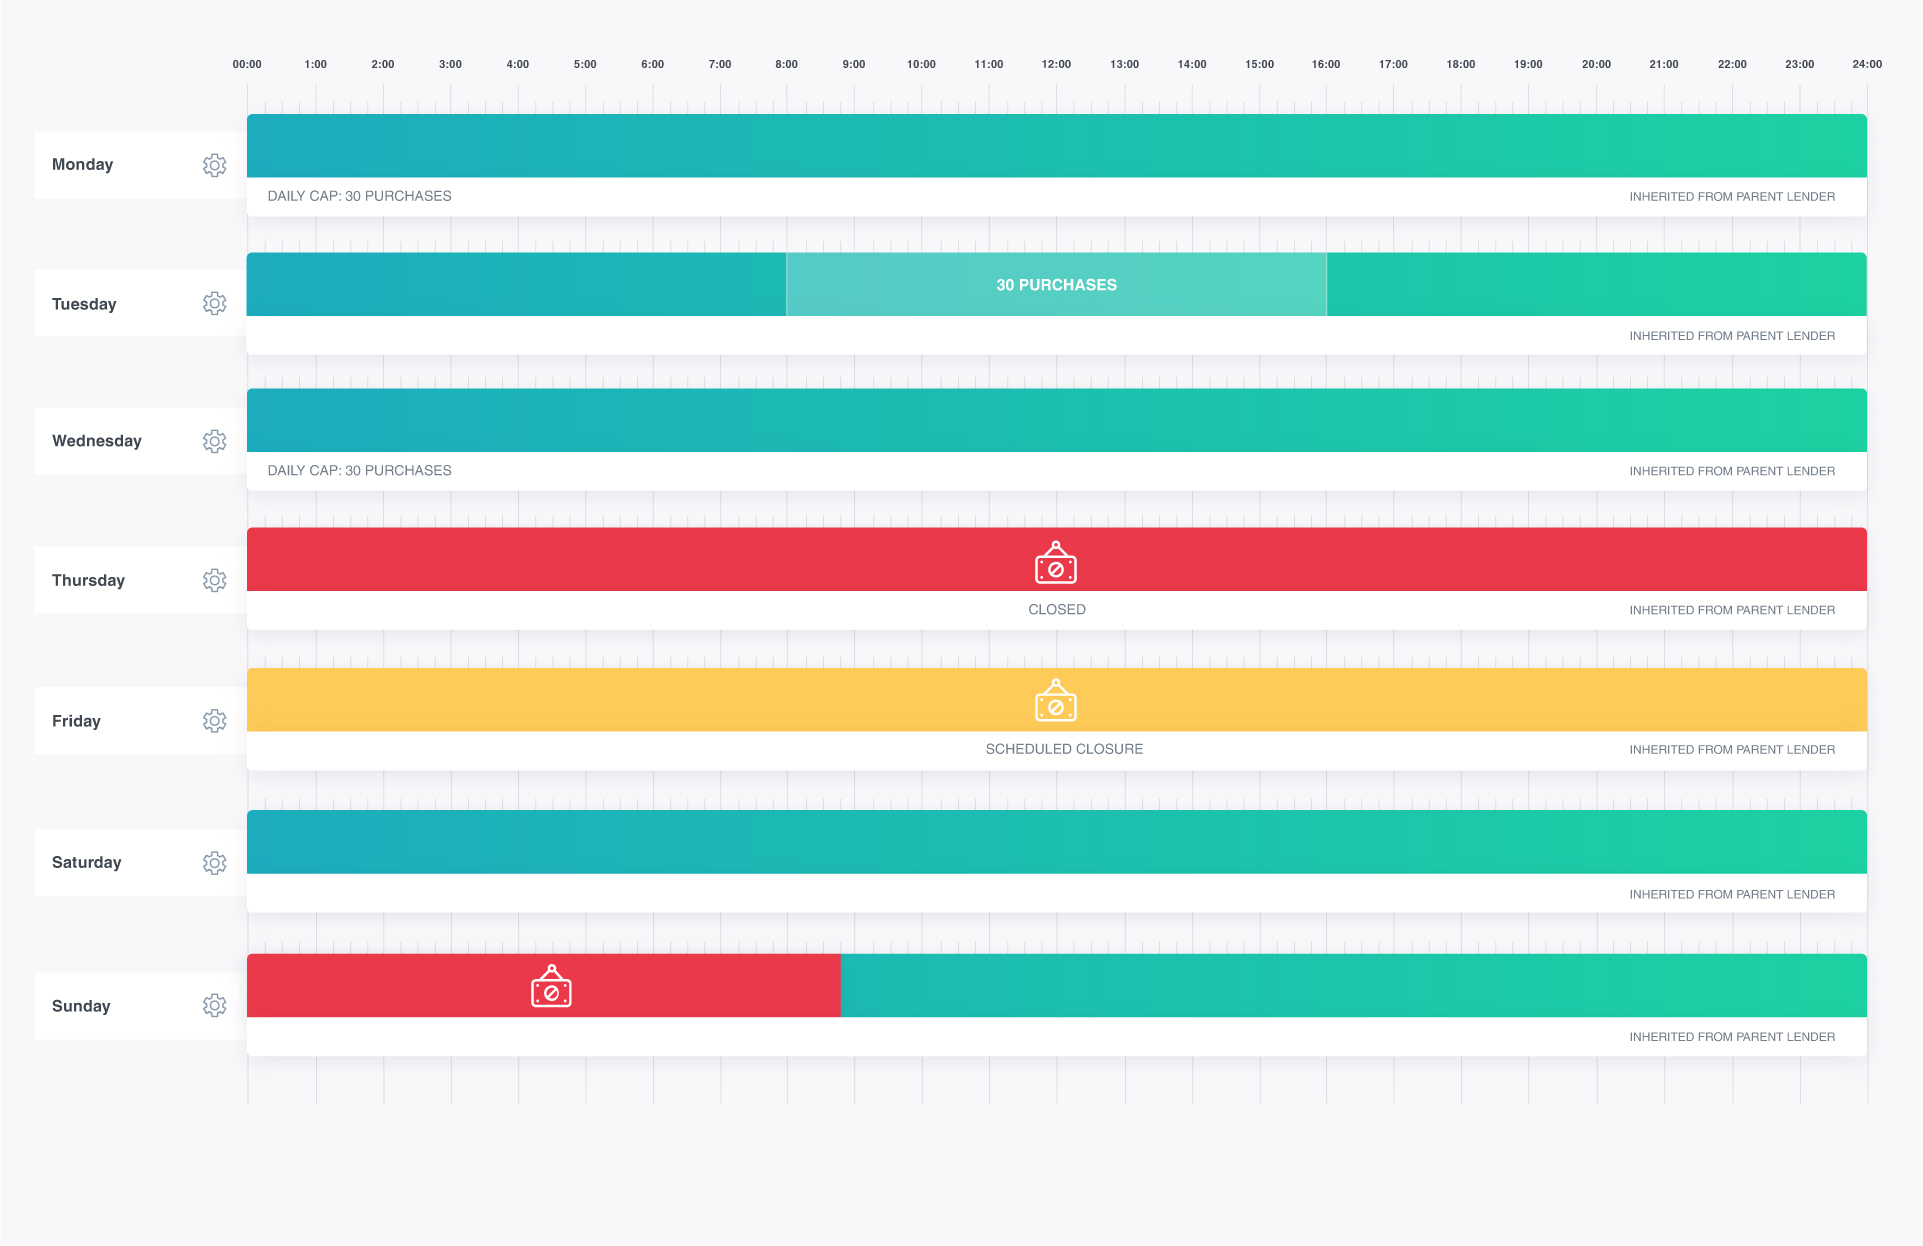 00:00 1:00 2:00 3:00 4:00 5:00 6:00 7:00 8:00 9:00 10:00 11:00 12:00 13:00 14:00 15:00 16:00 17:00 18:00 19:00 20:00 21:00 22:00 23:00 24:00
Monday
DAILY CAP: 30 PURCHASES
INHERITED FROM PARENT LENDER
Tuesday
30 PURCHASES
INHERITED FROM PARENT LENDER
Wednesday
DAILY CAP: 30 PURCHASES
INHERITED FROM PARENT LENDER
Thursday
CLOSED
INHERITED FROM PARENT LENDER
Friday
SCHEDULED CLOSURE
INHERITED FROM PARENT LENDER
Saturday
INHERITED FROM PARENT LENDER
Sunday
INHERITED FROM PARENT LENDER